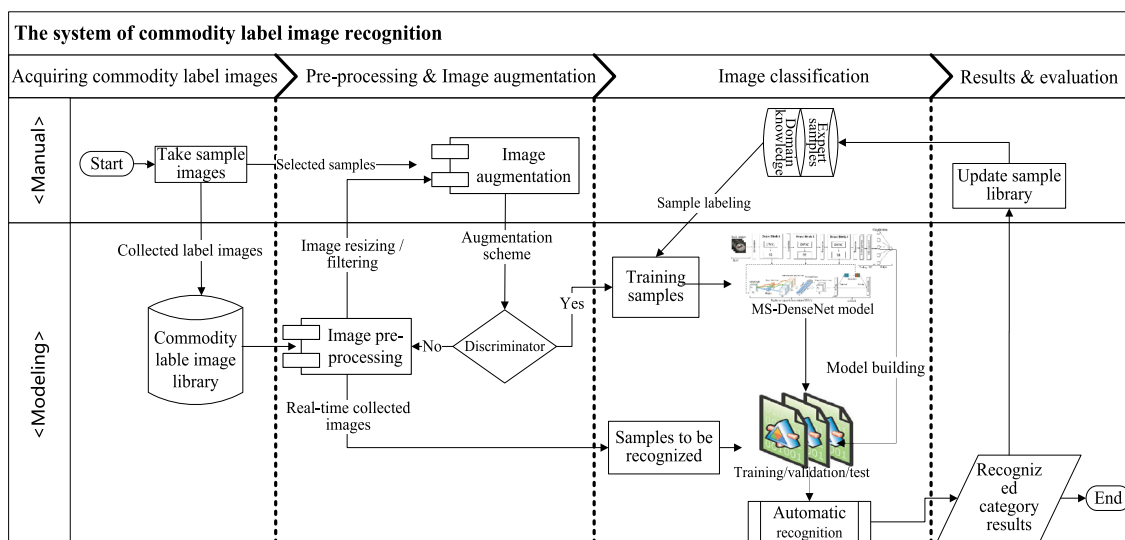 The system of commodity label image recognition
Acquiring commodity label images
Pre-processing & Image augmentation
Image classification
Results & evaluation
<Manual>
Start
Take sample
images
Selected samples
Image
augmentation
Expert
samples
Domain
knowledge
Update sample
library
Sample labeling
<Modeling>
Collected label images
Image resizing /
filtering
Augmentation
scheme
Yes
Training
samples
MS-DenseNet model
Commodity
lable image
library
Image pre-
processing
No
Discriminator
Model building
Real-time collected
images
Samples to be
recognized
Training/validation/test
Automatic
recognition
Recogniz
ed
category
results
End